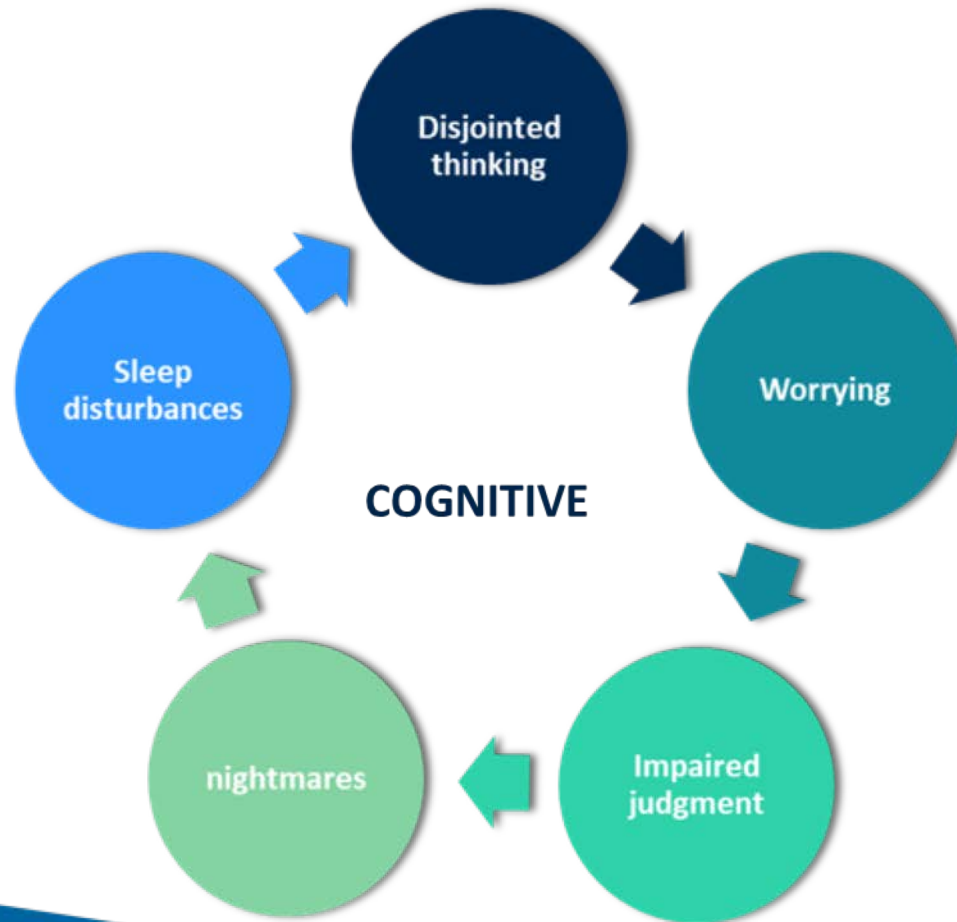 Disjointed
thinking
Worrying
Impaired
judgment
nightmares
Sleep
disturbances
COGNITIVE